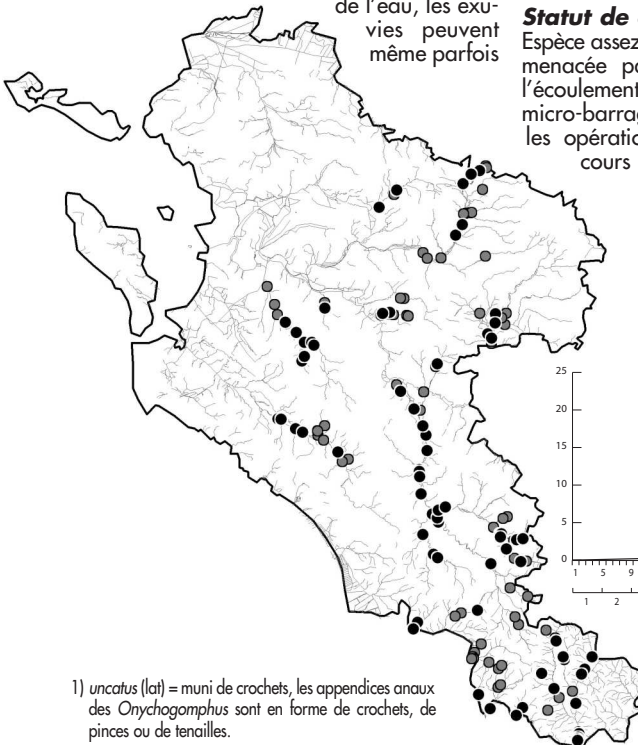 de l'eau, les exu-
vies peuvent
même parfois
Statut de
Espèce assez
menacée
l'écoulement
micro-barrag
les opératio
cours
25
20
15
10
5
0
1 5 9
1 2
1) uncatus (lat) = muni de crochets, les appendices anaux
des Onychogomphus sont en forme de crochets, de
pinces ou de tenailles.